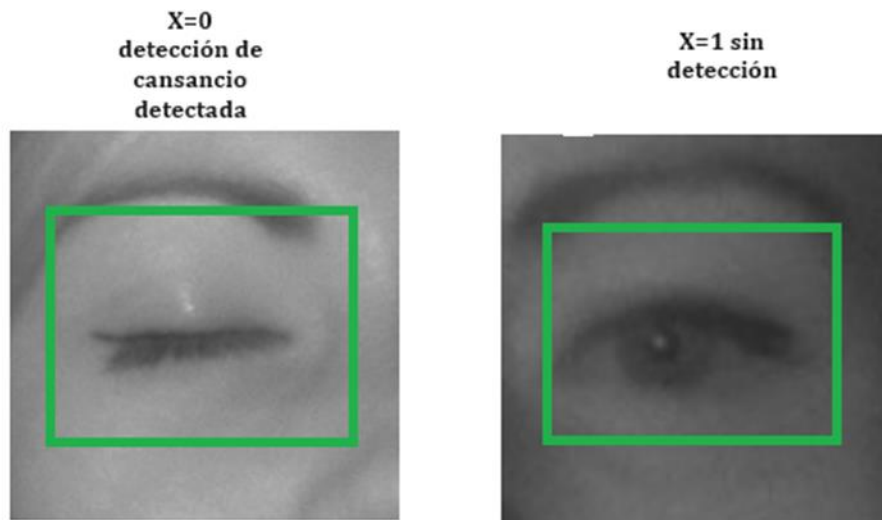 X=0
detección de
cansancio
detectada
X=1 sin
detección